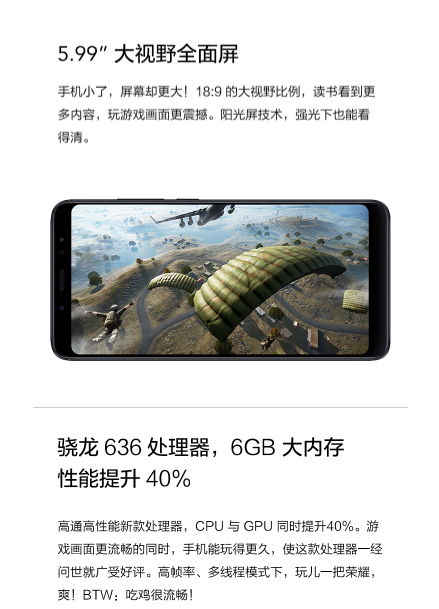 5.99” 大视野全面屏
手机小了，屏幕却更大！18:9 的大视野比例，读书看到更
多内容，玩游戏画面更震撼。阳光屏技术，强光下也能看
得清。
骁龙 636 处理器，6GB 大内存
性能提升 40%
高通高性能新款处理器，CPU 与 GPU 同时提升40%。游
戏画面更流畅的同时，手机能玩得更久，使这款处理器一经
问世就广受好评。高帧率、多线程模式下，玩儿一把荣耀，
爽！BTW：吃鸡很流畅！